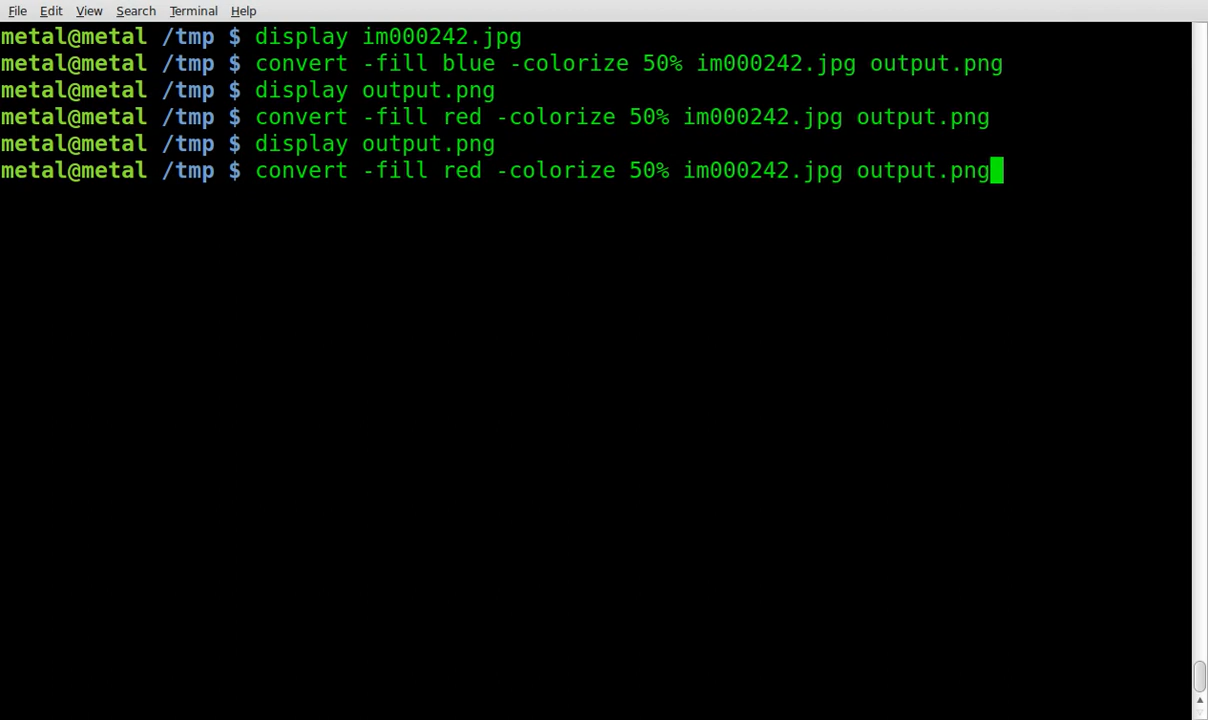 File Edit View Search Terminal Help
metal@metal /tmp $ display im000242.jpg
metal@metal /tmp $ convert -fill blue -colorize 50% im000242.jpg output.png
metal@metal /tmp $ display output.png
metal@metal /tmp $ convert -fill red -colorize 50% im000242.jpg output.png
metal@metal /tmp $ display output.png
metal@metal /tmp $ convert -fill red -colorize 50% im000242.jpg output.png